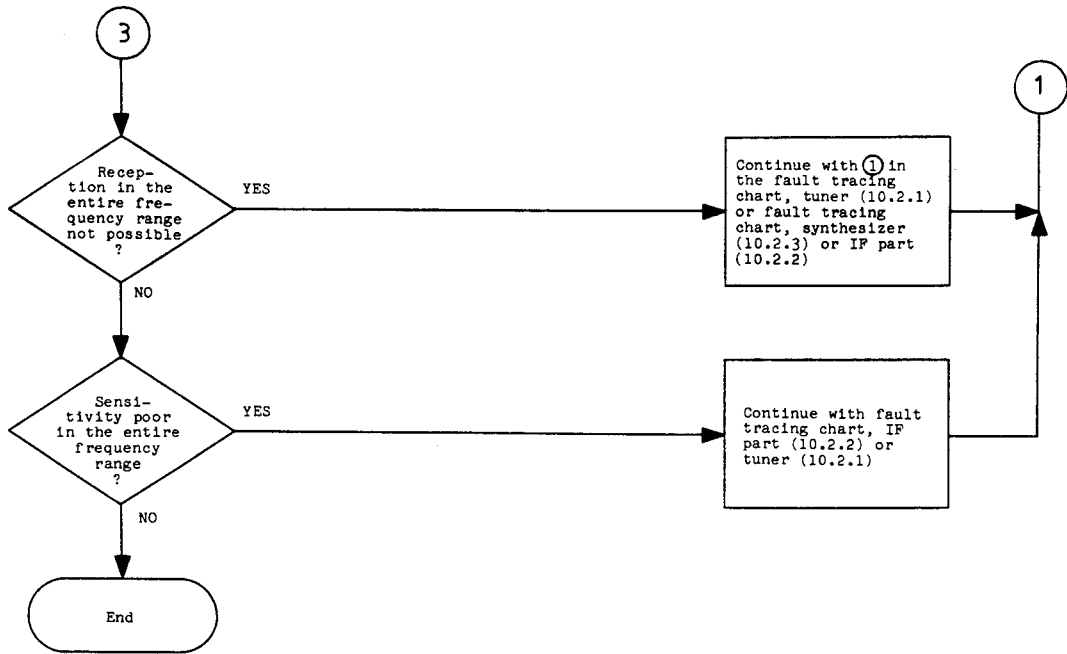 3
1
Recep-
tion in the
entire fre-
quency range
not possible
?
YES
Continue with 1 in
the fault tracing
chart, tuner (10.2.1)
or fault tracing
chart, synthesizer
(10.2.3) or IF part
(10.2.2)
NO
Sensi-
tivity poor
in the entire
frequency
range
?
YES
Continue with fault
tracing chart, IF
part (10.2.2) or
tuner (10.2.1)
NO
End